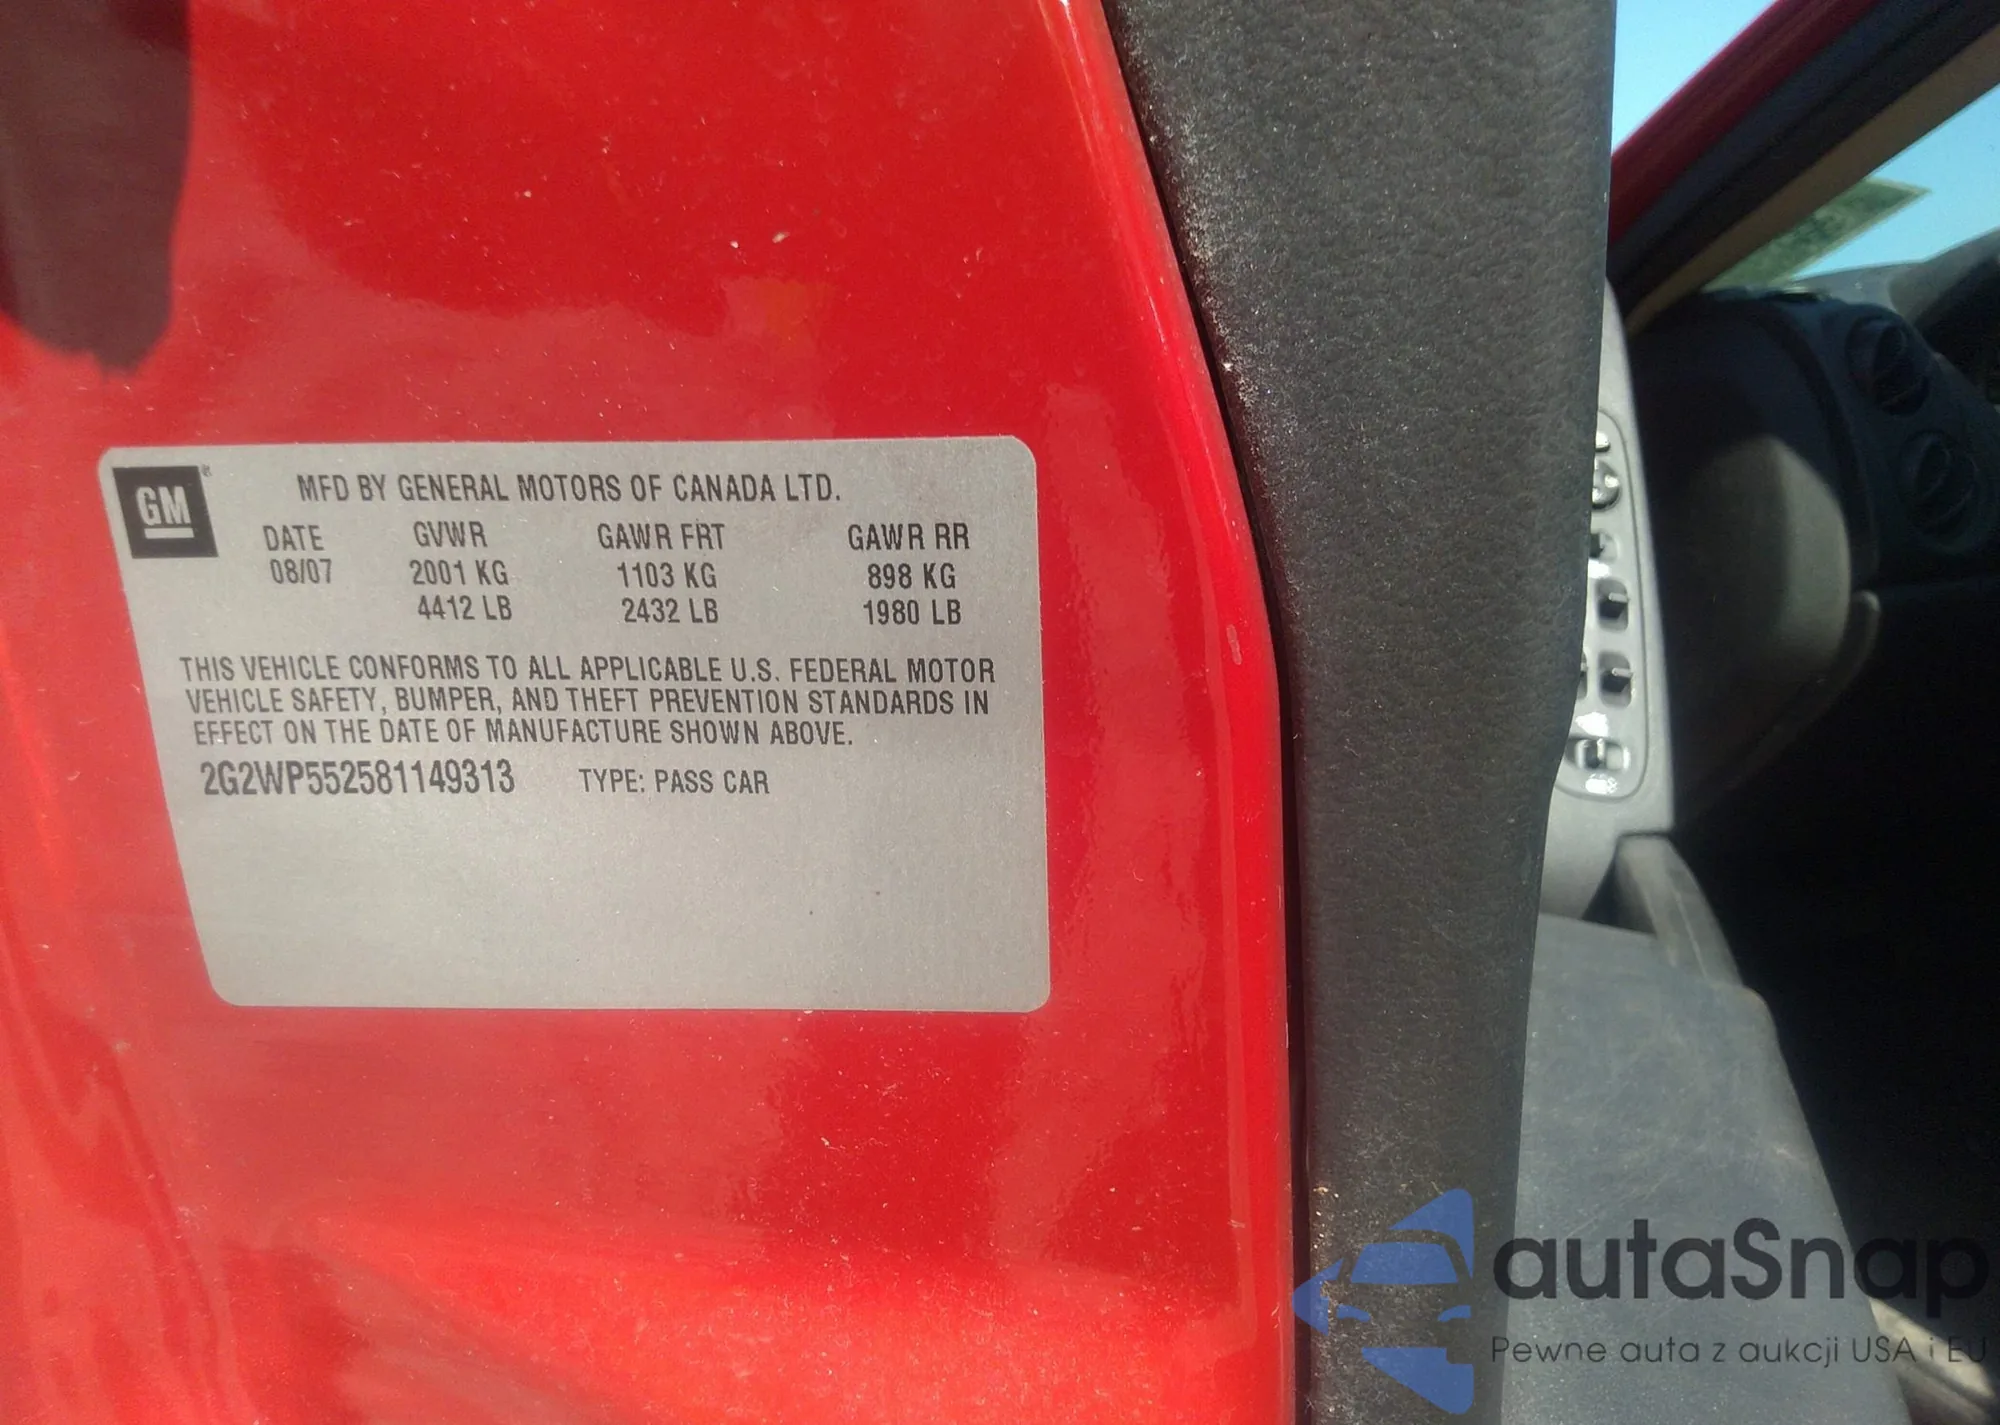 GM
MFD BY GENERAL MOTORS OF CANADA LTD.
DATE GVWR GAWR FRT GAWR RR
08/07 2001 KG 1103 KG 898 KG
4412 LB 2432 LB 1980 LB
THIS VEHICLE CONFORMS TO ALL APPLICABLE U.S. FEDERAL MOTOR
VEHICLE SAFETY, BUMPER, AND THEFT PREVENTION STANDARDS IN
EFFECT ON THE DATE OF MANUFACTURE SHOWN ABOVE.
2G2WP552581149313 TYPE: PASS CAR
autaSnap
Pewne auta z aukcji USA i EU